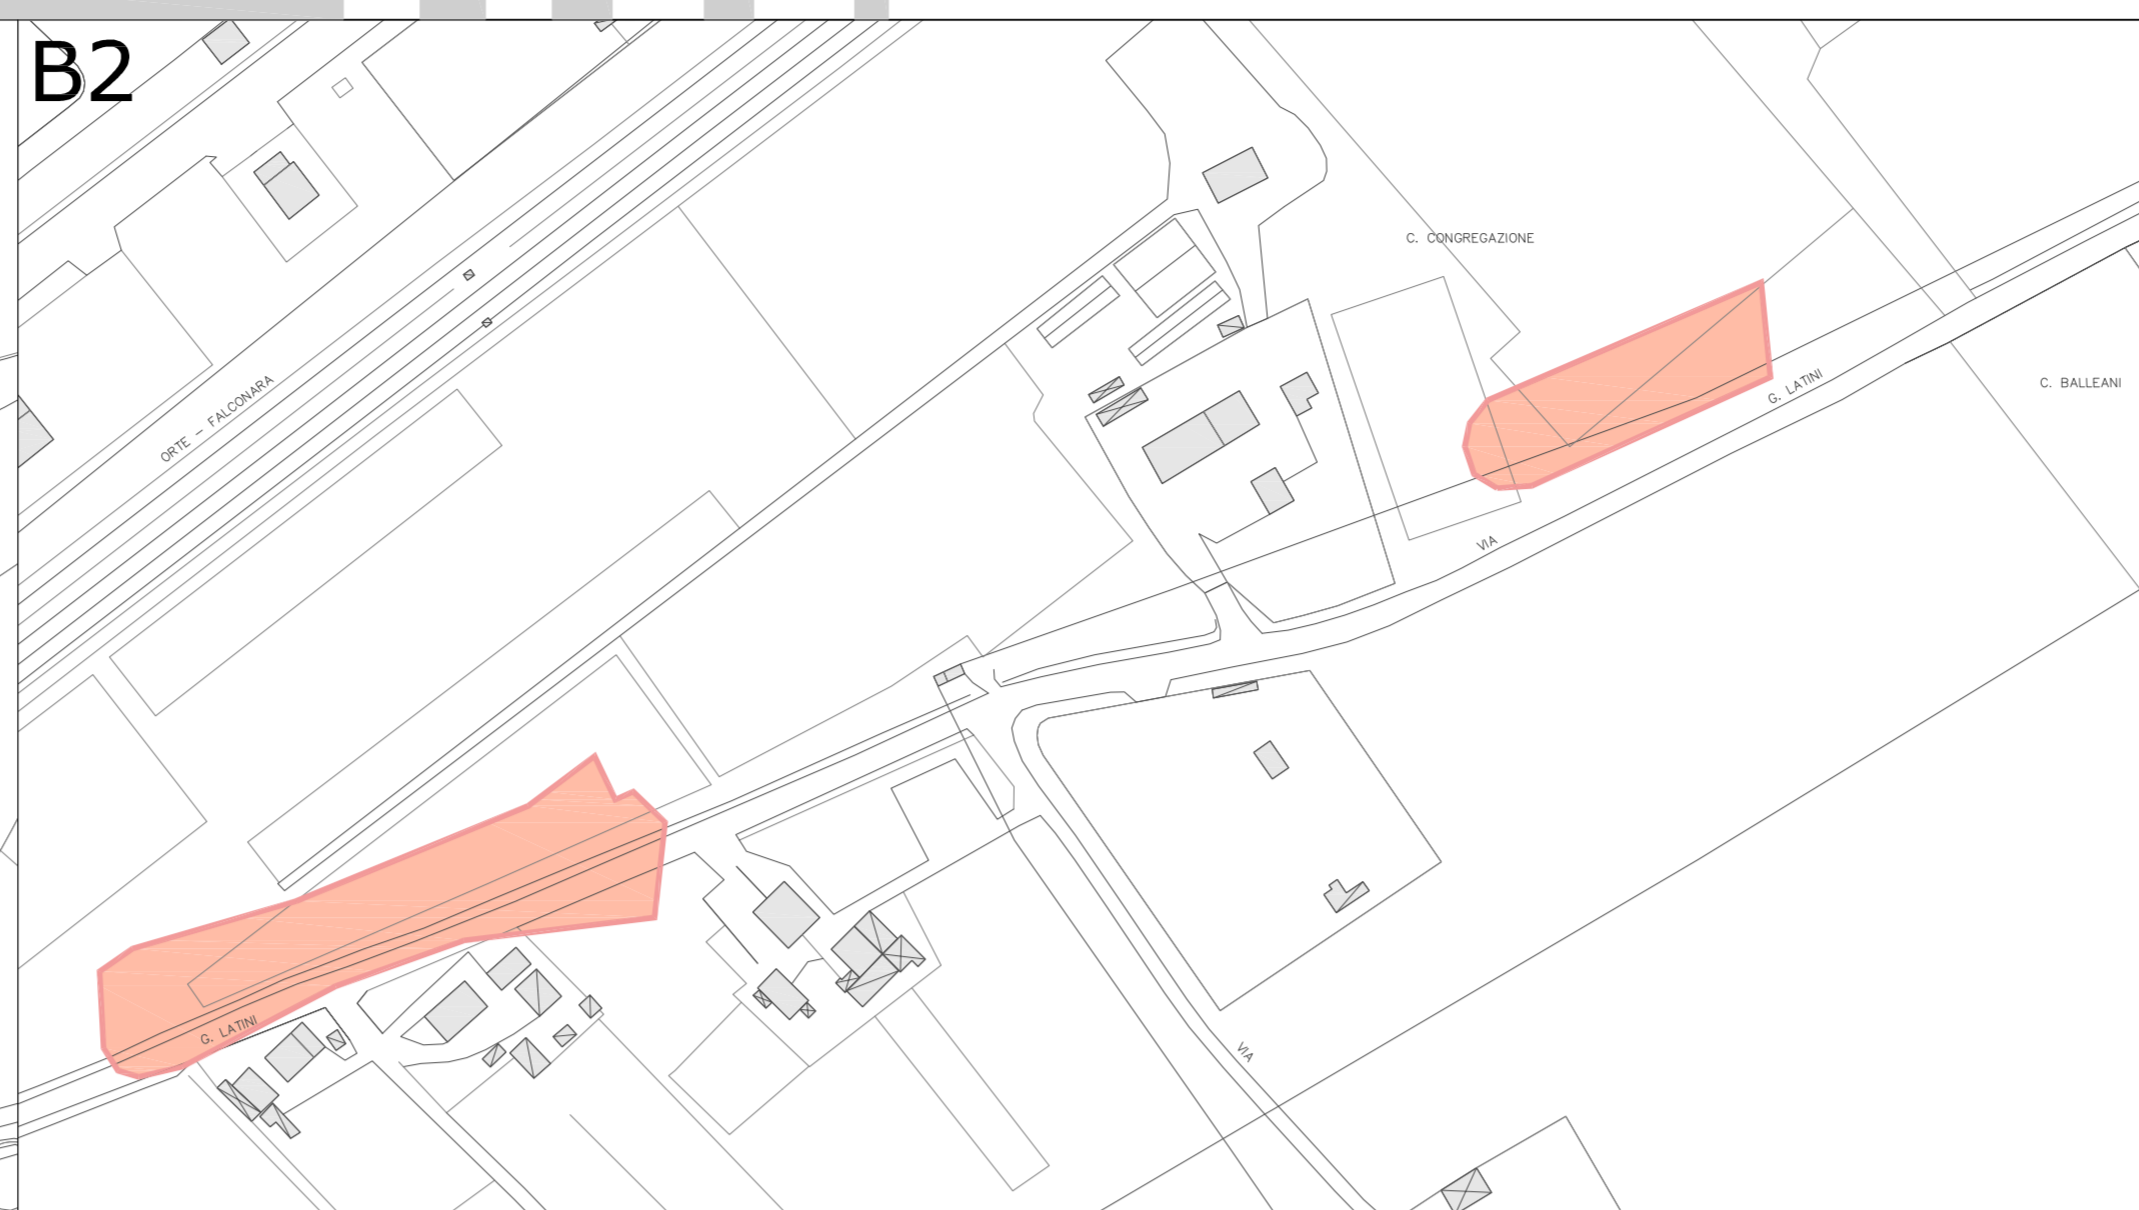 B2
C. CONGREGAZIONE
ORTE - FALCONARA
G. LATINI
C. BALLEANI
VIA
G. LATINI
VIA